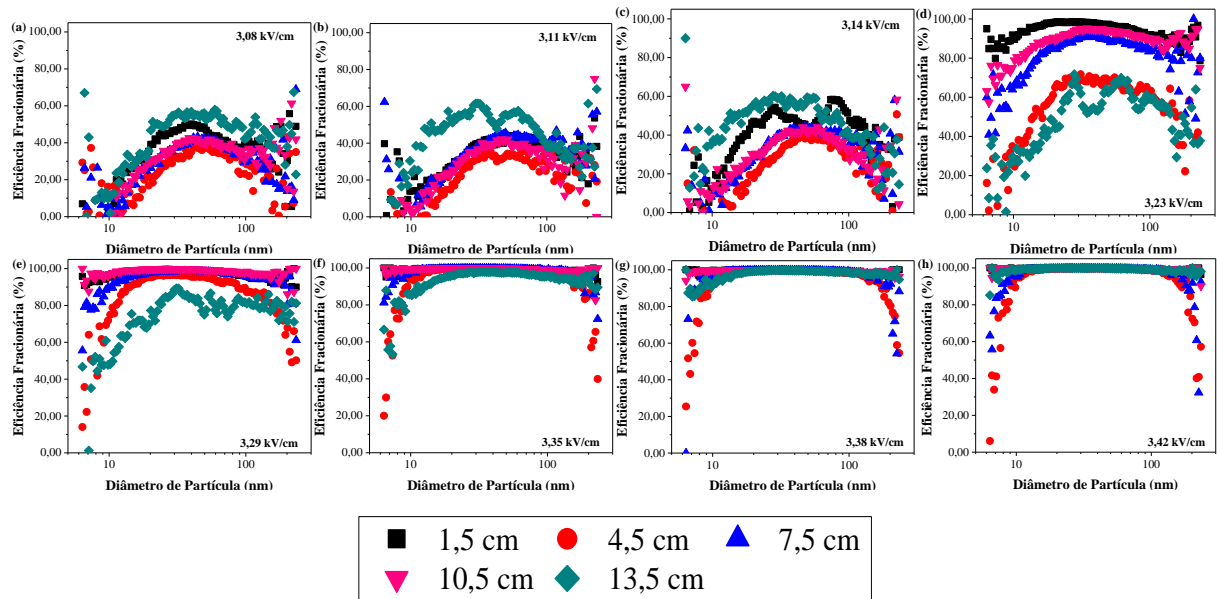 (a)
3,08 kV/cm
Eficiência Fracionária (%)
100,00
80,00
60,00
40,00
20,00
0,00
10
100
Diâmetro de Partícula (nm)
(b)
3,11 kV/cm
Eficiência Fracionária (%)
100,00
80,00
60,00
40,00
20,00
0,00
10
100
Diâmetro de Partícula (nm)
(c)
3,14 kV/cm
Eficiência Fracionária (%)
100,00
80,00
60,00
40,00
20,00
0,00
10
100
Diâmetro de Partícula (nm)
(d)
3,23 kV/cm
Eficiência Fracionária (%)
100,00
80,00
60,00
40,00
20,00
0,00
10
100
Diâmetro de Partícula (nm)
(e)
3,29 kV/cm
Eficiência Fracionária (%)
100,00
80,00
60,00
40,00
20,00
0,00
10
100
Diâmetro de Partícula (nm)
(f)
3,35 kV/cm
Eficiência Fracionária (%)
100,00
80,00
60,00
40,00
20,00
0,00
10
100
Diâmetro de Partícula (nm)
(g)
3,38 kV/cm
Eficiência Fracionária (%)
100,00
80,00
60,00
40,00
20,00
0,00
10
100
Diâmetro de Partícula (nm)
(h)
3,42 kV/cm
Eficiência Fracionária (%)
100,00
80,00
60,00
40,00
20,00
0,00
10
100
Diâmetro de Partícula (nm)
1,5 cm
4,5 cm
7,5 cm
10,5 cm
13,5 cm